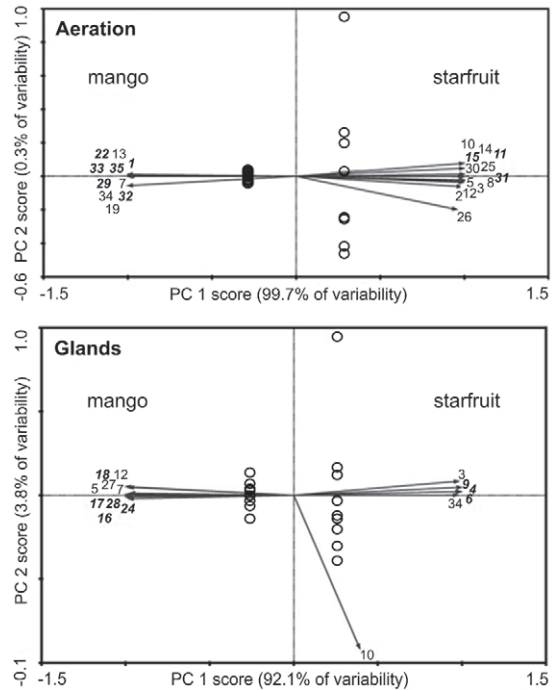 1.0
Aeration
mango starfruit
PC 2 score (0.3% of variability)
22 13
33 35 1
29 7
34 32
19
10 14 11
15
30 25
5 8 31
2 12 3
26
-0.6
-1.5 PC 1 score (99.7% of variability) 1.5
1.0
Glands
mango starfruit
PC 2 score (3.8% of variability)
18 12
5 27 7
17 28 24
16
3
9 4
34 6
10
-0.1
-1.5 PC 1 score (92.1% of variability) 1.5